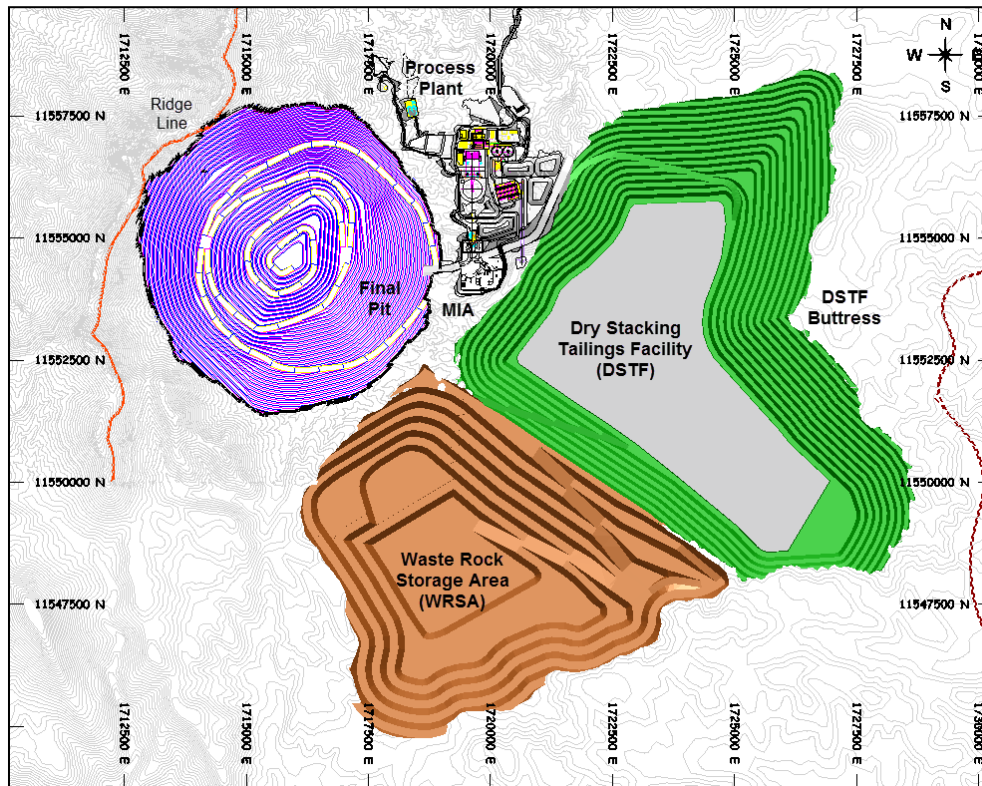 1712500 E
1715000 E
1717500 E
1720000 E
1722500 E
1725000 E
1727500 E
N
W
S
Process
Plant
Ridge
Line
11557500 N
11557500 N
11555000 N
11555000 N
Final
Pit
MIA
DSTF
Buttress
Dry Stacking
Tailings Facility
(DSTF)
11552500 N
11552500 N
11550000 N
11550000 N
Waste Rock
Storage Area
(WRSA)
11547500 N
11547500 N
1712500 E
1715000 E
1717500 E
1720000 E
1722500 E
1725000 E
1727500 E